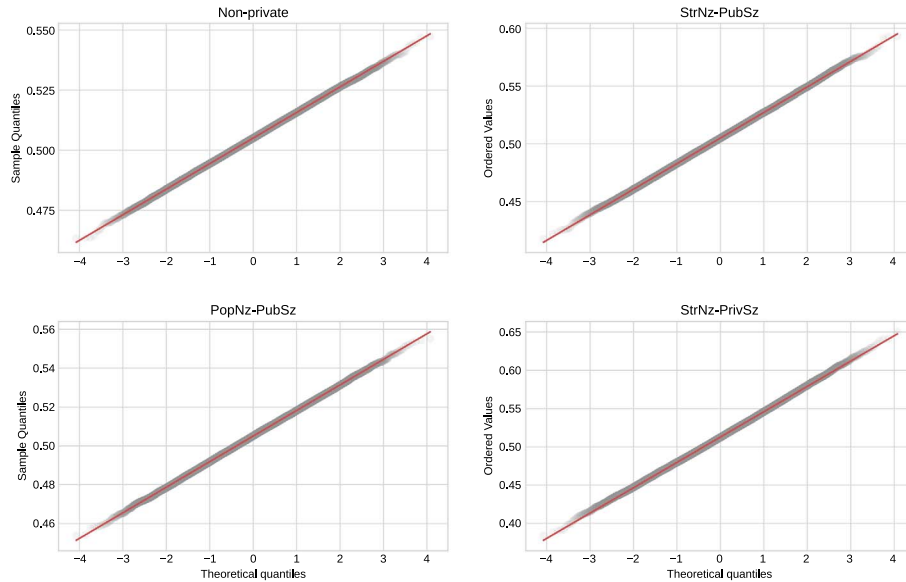 Non-private
0.550
0.525
0.500
0.475
Sample Quantiles
−4 −3 −2 −1 0 1 2 3 4
StrNz-PubSz
0.60
0.55
0.50
0.45
Ordered Values
−4 −3 −2 −1 0 1 2 3 4
PopNz-PubSz
0.56
0.54
0.52
0.50
0.48
0.46
Sample Quantiles
−4 −3 −2 −1 0 1 2 3 4
Theoretical quantiles
StrNz-PrivSz
0.65
0.60
0.55
0.50
0.45
0.40
Ordered Values
−4 −3 −2 −1 0 1 2 3 4
Theoretical quantiles